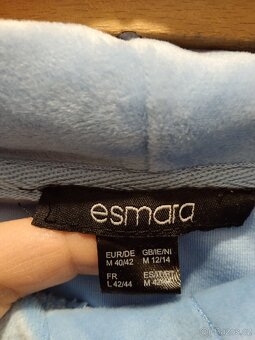 esmara
EUR/DE GB/IE/NI
M 40/42 M 12/14
FR
L 42/44